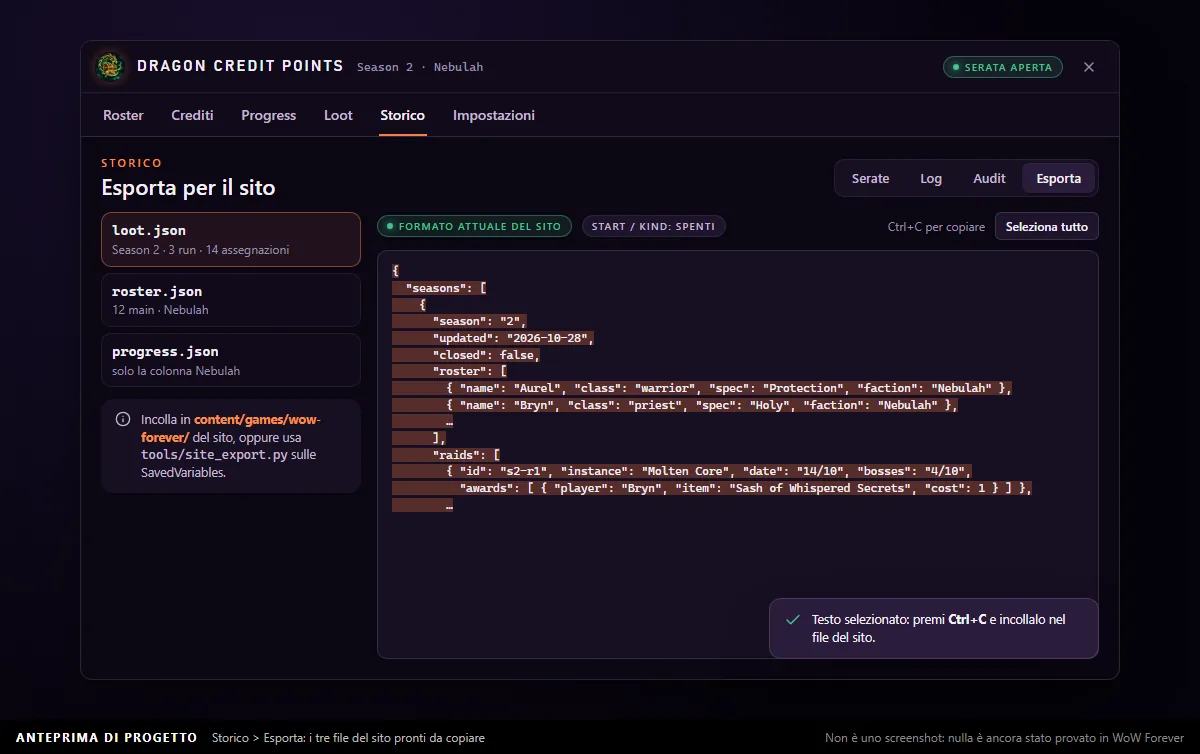 DRAGON CREDIT POINTS Season 2 · Nebulah SERATA APERTA
Roster Crediti Progress Loot Storico Impostazioni
STORICO
Esporta per il sito
Serate Log Audit Esporta
loot.json
Season 2 · 3 run · 14 assegnazioni
roster.json
12 main · Nebulah
progress.json
solo la colonna Nebulah
Incolla in content/games/wow-
forever/ del sito, oppure usa
tools/site_export.py sulle
SavedVariables.
FORMATO ATTUALE DEL SITO START / KIND: SPENTI Ctrl+C per copiare Seleziona tutto
{
"seasons": [
{
"season": "2",
"updated": "2026-10-28",
"closed": false,
"roster": [
{ "name": "Aurel", "class": "warrior", "spec": "Protection", "faction": "Nebulah" },
{ "name": "Bryn", "class": "priest", "spec": "Holy", "faction": "Nebulah" },
…
],
"raids": [
{ "id": "s2-r1", "instance": "Molten Core", "date": "14/10", "bosses": "4/10",
"awards": [ { "player": "Bryn", "item": "Sash of Whispered Secrets", "cost": 1 } ] },
…
Testo selezionato: premi Ctrl+C e incollalo nel
file del sito.
ANTEPRIMA DI PROGETTO Storico > Esporta: i tre file del sito pronti da copiare Non è uno screenshot: nulla è ancora stato provato in WoW Forever